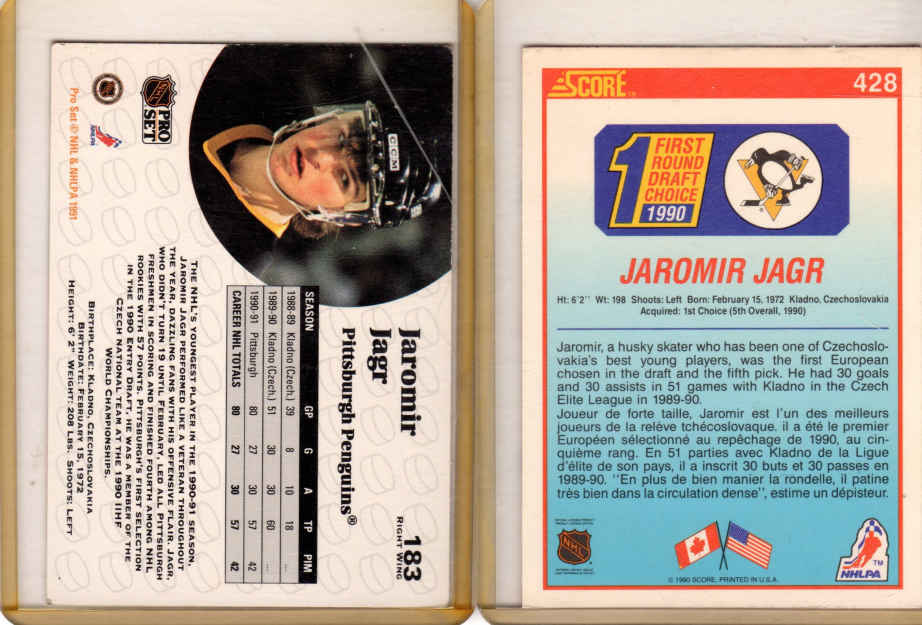 Jaromir
Jagr
183
RIGHT WING
Pittsburgh Penguins®
SEASON GP G A TP PIM
1988-89 Kladno (Czech.) 39 8 10 18 ...
1989-90 Kladno (Czech.) 51 30 30 60 ...
1990-91 Pittsburgh 80 27 30 57 42
CAREER NHL TOTALS 80 27 30 57 42
CCM
THE NHL'S YOUNGEST PLAYER IN THE 1990-91 SEASON,
JAROMIR JAGR PERFORMED LIKE A VETERAN THROUGHOUT
THE YEAR, DAZZLING FANS WITH HIS OFFENSIVE FLAIR. JAGR,
WHO DIDN'T TURN 19 UNTIL FEBRUARY, LED ALL PITTSBURGH
FRESHMEN IN SCORING AND FINISHED FOURTH AMONG NHL
ROOKIES WITH 57 POINTS. PITTSBURGH'S FIRST SELECTION
IN THE 1990 ENTRY DRAFT, HE WAS A MEMBER OF THE
CZECH NATIONAL TEAM AT THE 1990 IIHF
WORLD CHAMPIONSHIPS.
BIRTHPLACE: KLADNO, CZECHOSLOVAKIA
BIRTHDATE: FEBRUARY 15, 1972
HEIGHT: 6' 2" WEIGHT: 208 LBS. SHOOTS: LEFT
NHL
PRO
SET
NHLPA
Pro Set © NHL & NHLPA 1991
SCORE™
428
1 FIRST
ROUND
DRAFT
CHOICE
1990
JAROMIR JAGR
Ht: 6'2'' Wt: 198 Shoots: Left Born: February 15, 1972 Kladno, Czechoslovakia
Acquired: 1st Choice (5th Overall, 1990)
Jaromir, a husky skater who has been one of Czechoslo-
vakia's best young players, was the first European
chosen in the draft and the fifth pick. He had 30 goals
and 30 assists in 51 games with Kladno in the Czech
Elite League in 1989-90.
Joueur de forte taille, Jaromir est l'un des meilleurs
joueurs de la relève tchécoslovaque. il a été le premier
Européen sélectionné au repêchage de 1990, au cin-
quième rang. En 51 parties avec Kladno de la Ligue
d'élite de son pays, il a inscrit 30 buts et 30 passes en
1989-90. ''En plus de bien manier la rondelle, il patine
très bien dans la circulation dense'', estime un dépisteur.
NHL
© 1990 SCORE, PRINTED IN U.S.A.
NHLPA
TM